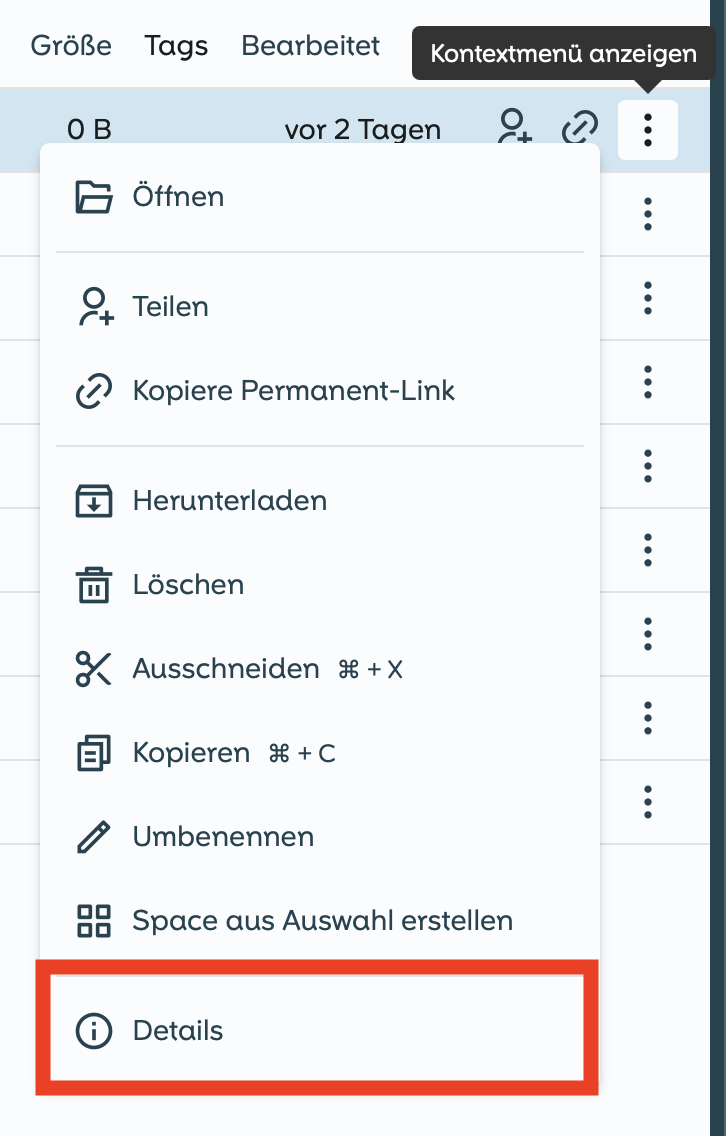 Größe Tags Bearbeitet
Kontextmenü anzeigen
0 B vor 2 Tagen
Öffnen
Teilen
Kopiere Permanent-Link
Herunterladen
Löschen
Ausschneiden ⌘ + X
Kopieren ⌘ + C
Umbenennen
Space aus Auswahl erstellen
Details